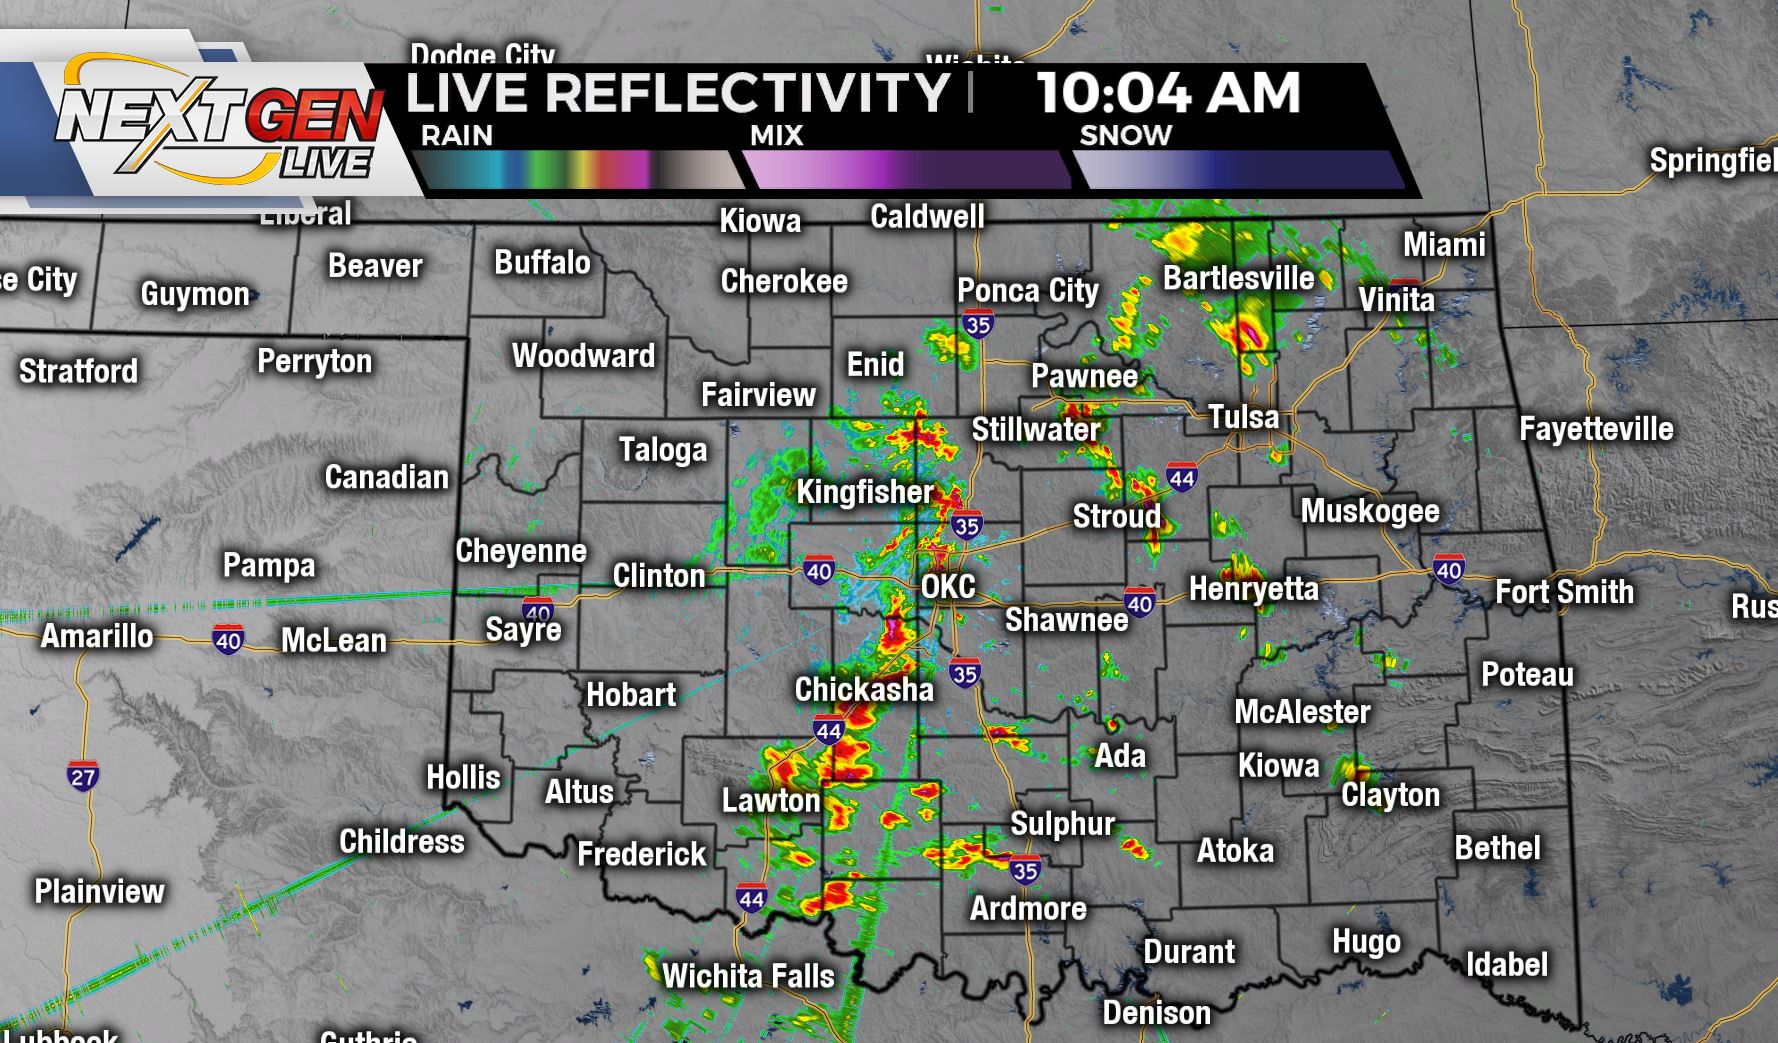 Dodge City
Wichita
NEXTGEN
LIVE
LIVE REFLECTIVITY | 10:04 AM
RAIN MIX SNOW
Springfiel
Liberal
Kiowa
Caldwell
Miami
Beaver
Buffalo
se City
Guymon
Cherokee
Ponca City
Bartlesville
Vinita
35
Stratford
Perryton
Woodward
Enid
Pawnee
Fairview
Tulsa
Stillwater
Fayetteville
Taloga
Canadian
44
Kingfisher
Stroud
Muskogee
35
Cheyenne
Pampa
Clinton
40
OKC
Henryetta
40
Fort Smith
Rus
40
40
Shawnee
Amarillo
40
McLean
Sayre
35
Poteau
Hobart
Chickasha
McAlester
44
Ada
Kiowa
27
Hollis
Altus
Lawton
Clayton
Childress
Frederick
Sulphur
Atoka
Bethel
35
Plainview
44
Ardmore
Durant
Hugo
Idabel
Wichita Falls
Denison
Lubbock
Guthrie